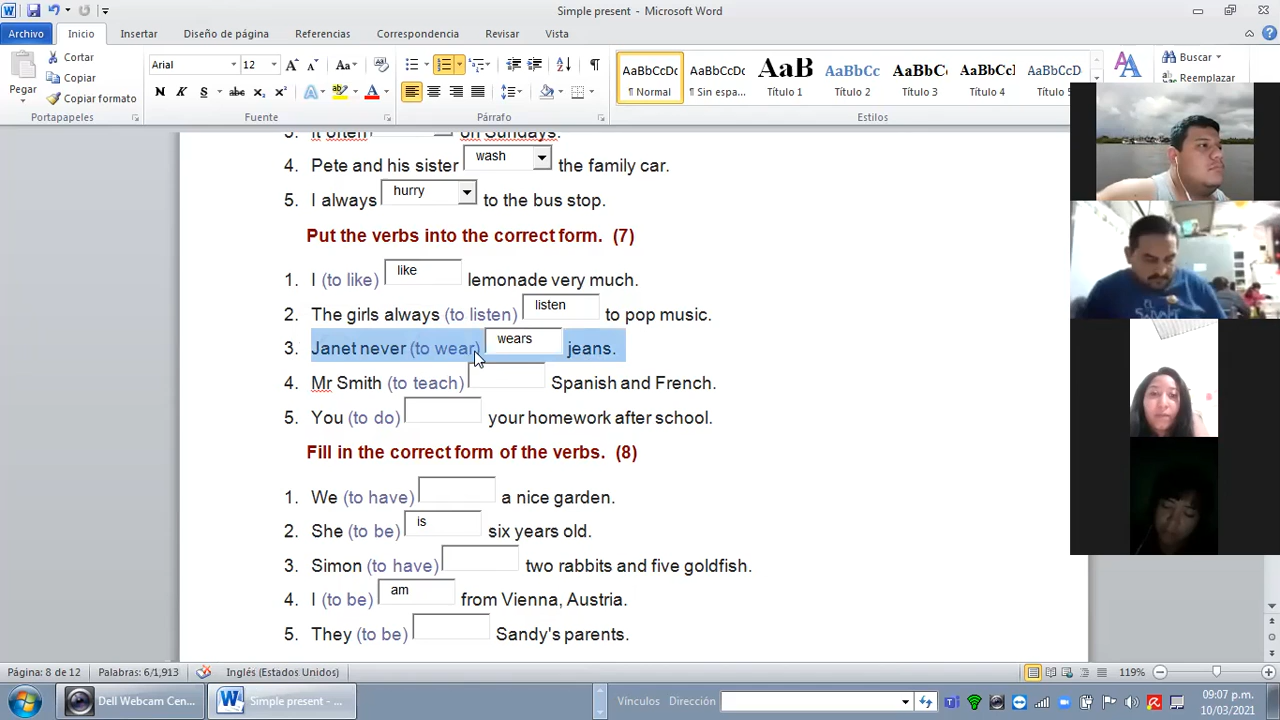 Simple present - Microsoft Word
Archivo Inicio Insertar Diseño de página Referencias Correspondencia Revisar Vista
Pegar
Cortar
Copiar
Copiar formato
Portapapeles
Arial 12
Fuente
Párrafo
AaBbCcDc AaBbCcDc AaB AaBbCc AaBbC AaBbCc AaBbCcD
¶ Normal ¶ Sin espa... Título 1 Título 2 Título 3 Título 4
Estilos
Buscar
Reemplazar
3. It often on Sundays.
4. Pete and his sister wash the family car.
5. I always hurry to the bus stop.
Put the verbs into the correct form. (7)
1. I (to like) like lemonade very much.
2. The girls always (to listen) listen to pop music.
3. Janet never (to wear) wears jeans.
4. Mr Smith (to teach) Spanish and French.
5. You (to do) your homework after school.
Fill in the correct form of the verbs. (8)
1. We (to have) a nice garden.
2. She (to be) is six years old.
3. Simon (to have) two rabbits and five goldfish.
4. I (to be) am from Vienna, Austria.
5. They (to be) Sandy's parents.
Página: 8 de 12 Palabras: 6/1,913 Inglés (Estados Unidos) 119%
Dell Webcam Cen... Simple present - ... Vínculos Dirección
09:07 p.m.
10/03/2021